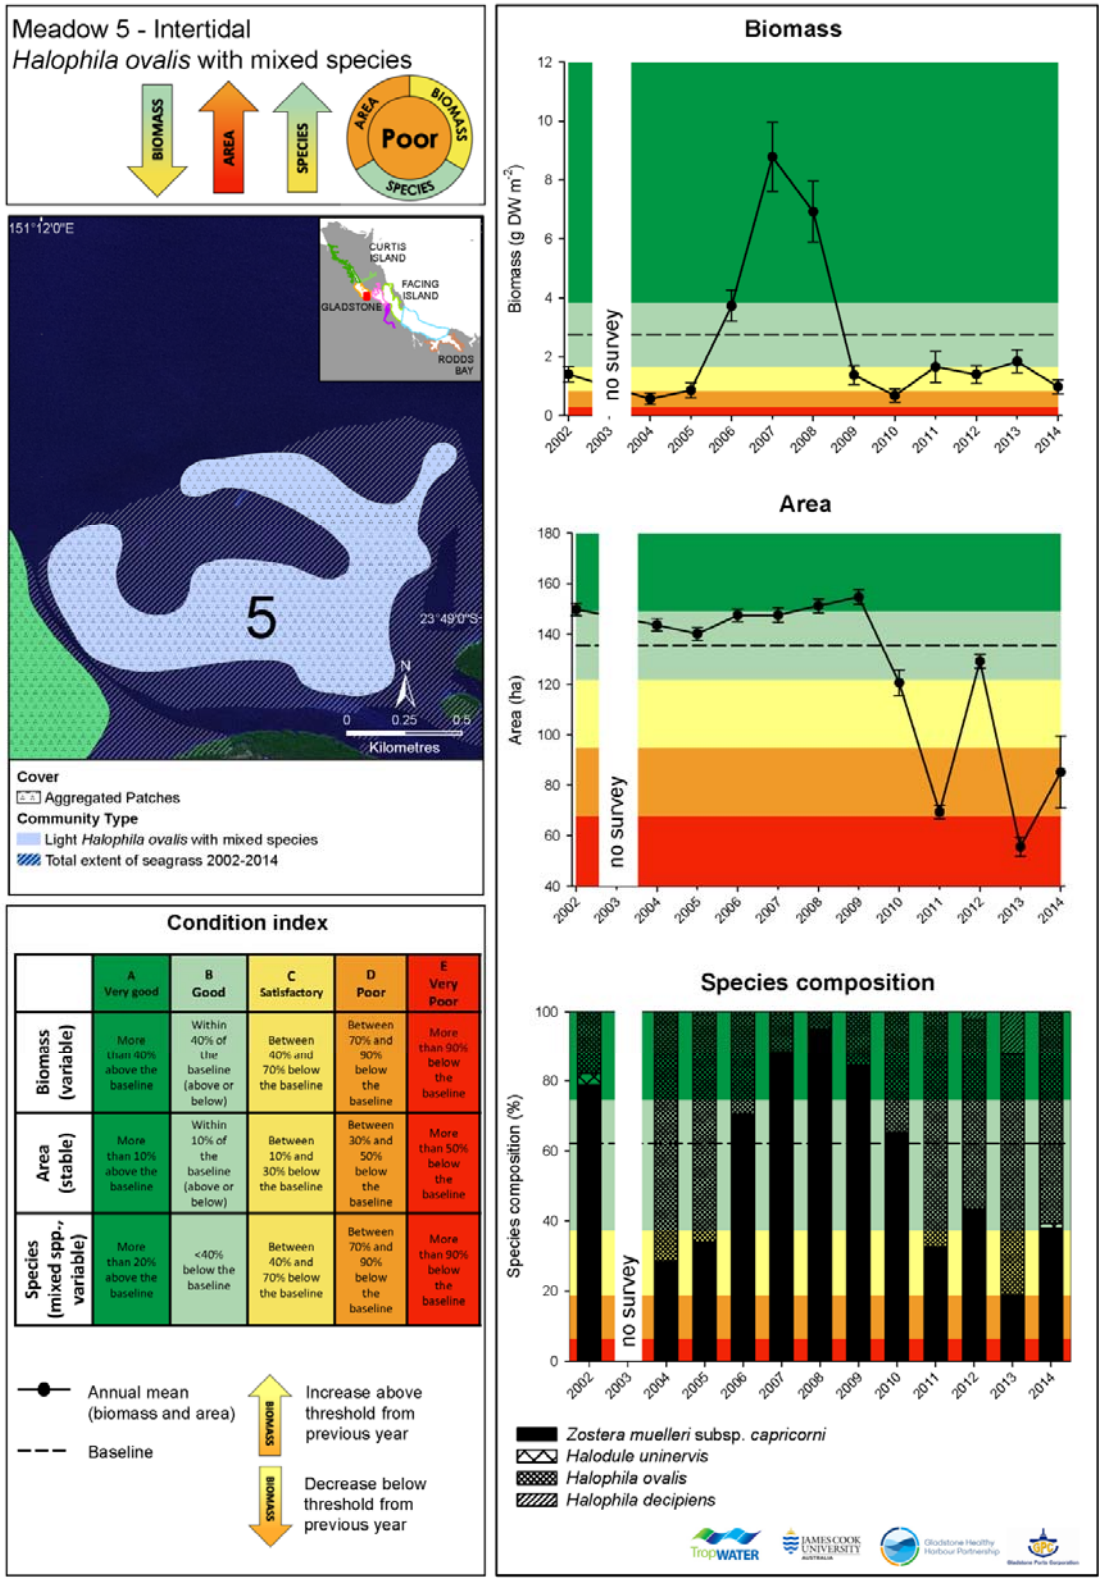 Meadow 5 - Intertidal
Halophila ovalis with mixed species
BIOMASS
AREA
SPECIES
AREA
BIOMASS
Poor
SPECIES
151°12'0"E
CURTIS
ISLAND
FACING
ISLAND
GLADSTONE
RODDS
BAY
5
23°49'0"S
N
0 0.25 0.5
Kilometres
Cover
Aggregated Patches
Community Type
Light Halophila ovalis with mixed species
Total extent of seagrass 2002-2014
Condition index
A
Very good
B
Good
C
Satisfactory
D
Poor
E
Very
Poor
Biomass
(variable)
More
than 40%
above the
baseline
Within
40% of
the
baseline
(above or
below)
Between
40% and
70% below
the baseline
Between
70% and
90%
below
the
baseline
More
than 90%
below
the
baseline
Area
(stable)
More
than 10%
above the
baseline
Within
10% of
the
baseline
(above or
below)
Between
10% and
30% below
the baseline
Between
30% and
50%
below
the
baseline
More
than 50%
below
the
baseline
Species
(mixed spp.,
variable)
More
than 20%
above the
baseline
<40%
below the
baseline
Between
40% and
70% below
the baseline
Between
70% and
90%
below
the
baseline
More
than 90%
below
the
baseline
Annual mean
(biomass and area)
Baseline
BIOMASS
Increase above
threshold from
previous year
BIOMASS
Decrease below
threshold from
previous year
Biomass
Biomass (g DW m-2)
12
10
8
6
4
2
0
no survey
2002 2003 2004 2005 2006 2007 2008 2009 2010 2011 2012 2013 2014
Area
Area (ha)
180
160
140
120
100
80
60
40
no survey
2002 2003 2004 2005 2006 2007 2008 2009 2010 2011 2012 2013 2014
Species composition
Species composition (%)
100
80
60
40
20
0
no survey
2002 2003 2004 2005 2006 2007 2008 2009 2010 2011 2012 2013 2014
Zostera muelleri subsp. capricorni
Halodule uninervis
Halophila ovalis
Halophila decipiens
TropWATER
JAMES COOK
UNIVERSITY
AUSTRALIA
Gladstone Healthy
Harbour Partnership
GPC
Gladstone Ports Corporation